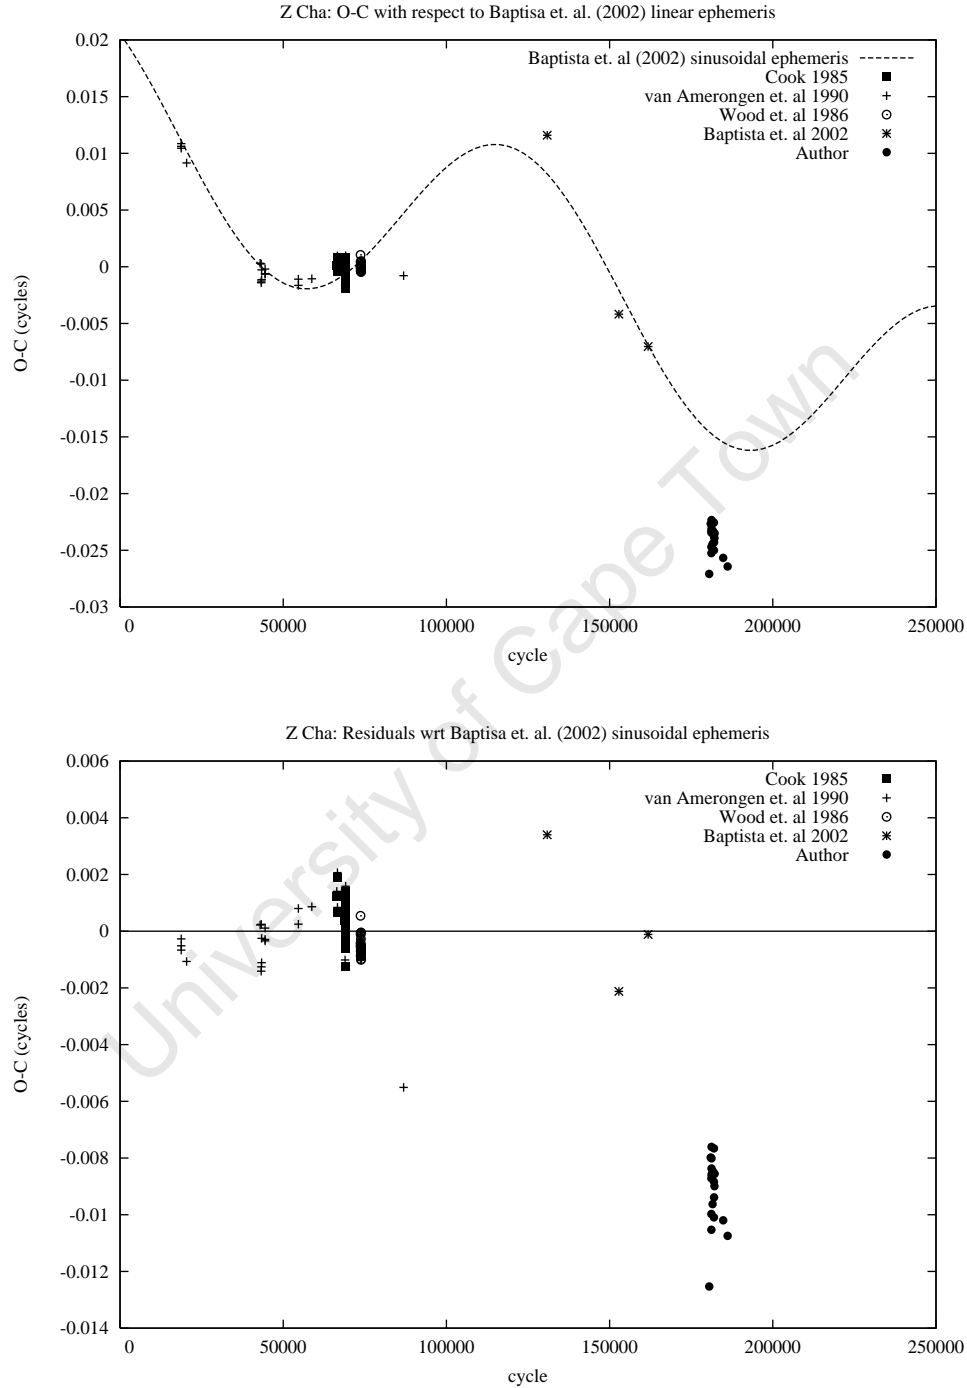 Z Cha: O-C with respect to Baptisa et. al. (2002) linear ephemeris
0.02
0.015
0.01
0.005
0
-0.005
-0.01
-0.015
-0.02
-0.025
-0.03
O-C (cycles)
Baptista et. al (2002) sinusoidal ephemeris
Cook 1985
van Amerongen et. al 1990
Wood et. al 1986
Baptista et. al 2002
Author
0 50000 100000 150000 200000 250000
cycle
University of Cape Town
Z Cha: Residuals wrt Baptisa et. al. (2002) sinusoidal ephemeris
0.006
0.004
0.002
0
-0.002
-0.004
-0.006
-0.008
-0.01
-0.012
-0.014
O-C (cycles)
Cook 1985
van Amerongen et. al 1990
Wood et. al 1986
Baptista et. al 2002
Author
0 50000 100000 150000 200000 250000
cycle